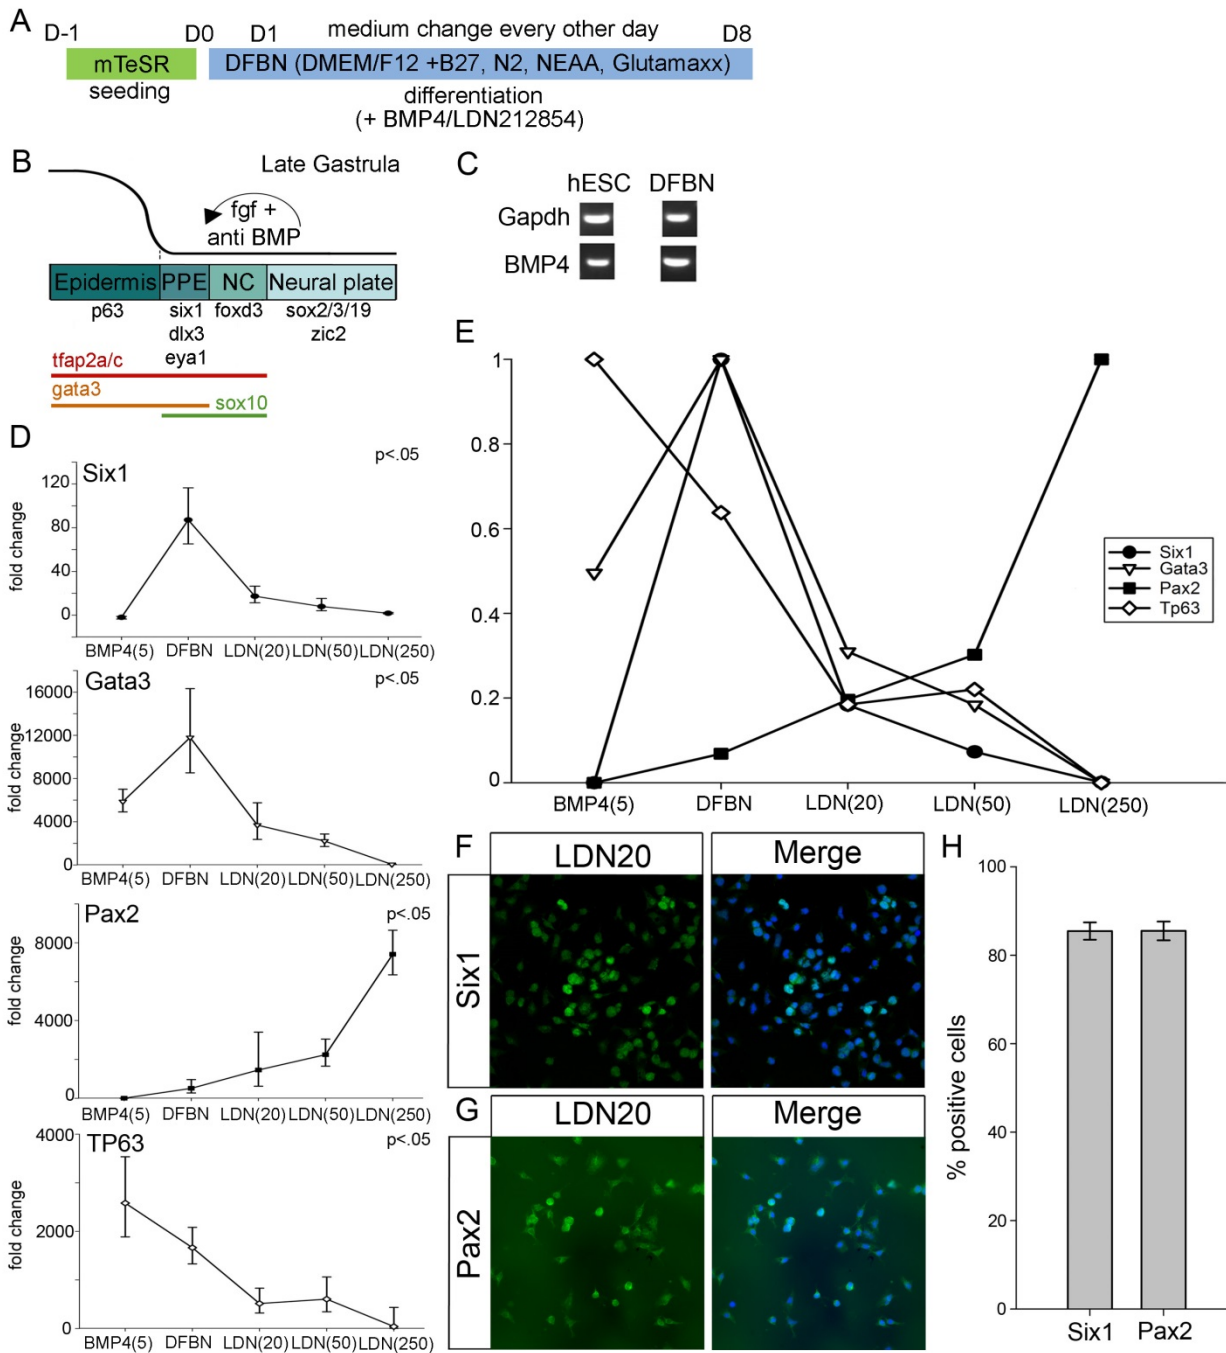 A
D-1 D0 D1 medium change every other day D8
mTeSR
DFBN (DMEM/F12 +B27, N2, NEAA, Glutamaxx)
seeding
differentiation
(+ BMP4/LDN212854)
B
Late Gastrula
fgf +
anti BMP
Epidermis PPE NC Neural plate
p63 six1 foxd3 sox2/3/19
dlx3 zic2
eya1
tfap2a/c
gata3
sox10
C
hESC DFBN
Gapdh
BMP4
D
Six1
p<.05
fold change
120
80
40
0
BMP4(5) DFBN LDN(20) LDN(50) LDN(250)
Gata3
p<.05
fold change
16000
12000
8000
4000
0
BMP4(5) DFBN LDN(20) LDN(50) LDN(250)
Pax2
p<.05
fold change
8000
4000
0
BMP4(5) DFBN LDN(20) LDN(50) LDN(250)
TP63
p<.05
fold change
4000
2000
0
BMP4(5) DFBN LDN(20) LDN(50) LDN(250)
E
1
0.8
0.6
0.4
0.2
0
BMP4(5) DFBN LDN(20) LDN(50) LDN(250)
Six1
Gata3
Pax2
Tp63
F
LDN20 Merge
Six1
G
LDN20 Merge
Pax2
H
% positive cells
100
80
60
40
20
0
Six1 Pax2